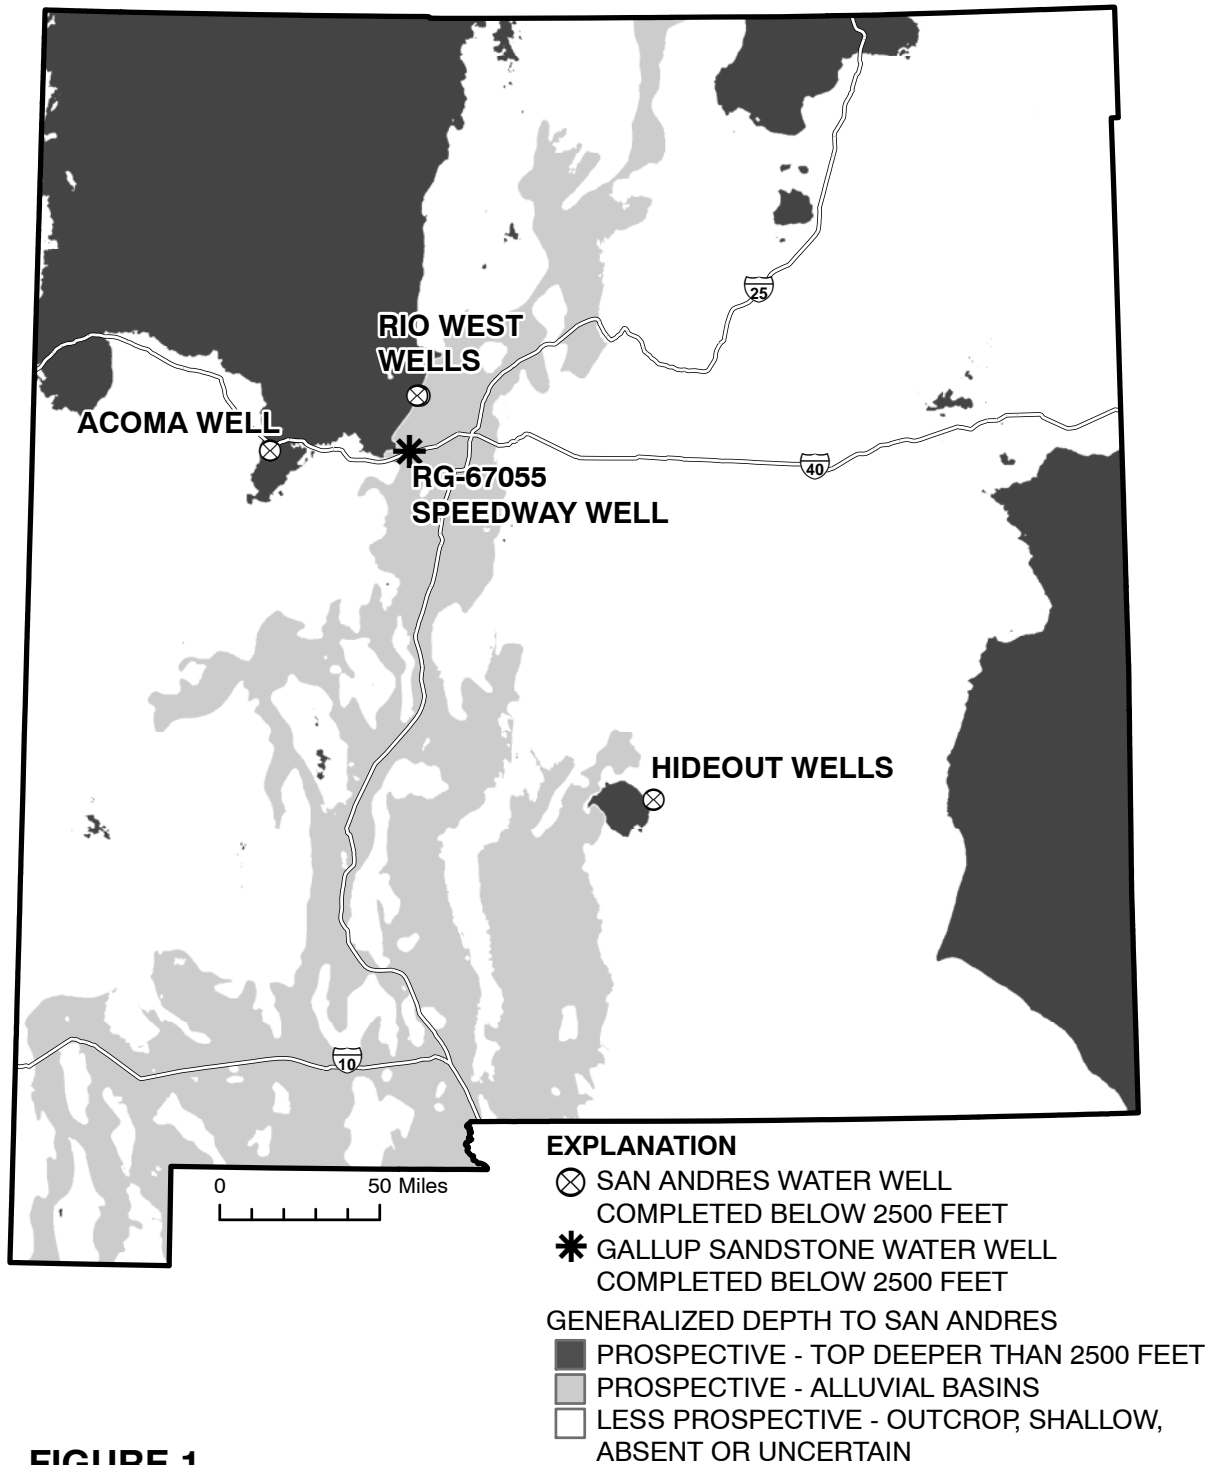 25
RIO WEST
WELLS
ACOMA WELL
40
RG-67055
SPEEDWAY WELL
HIDEOUT WELLS
10
EXPLANATION
SAN ANDRES WATER WELL
COMPLETED BELOW 2500 FEET
0 50 Miles
GALLUP SANDSTONE WATER WELL
COMPLETED BELOW 2500 FEET
GENERALIZED DEPTH TO SAN ANDRES
PROSPECTIVE - TOP DEEPER THAN 2500 FEET
PROSPECTIVE - ALLUVIAL BASINS
LESS PROSPECTIVE - OUTCROP, SHALLOW,
ABSENT OR UNCERTAIN
FIGURE 1